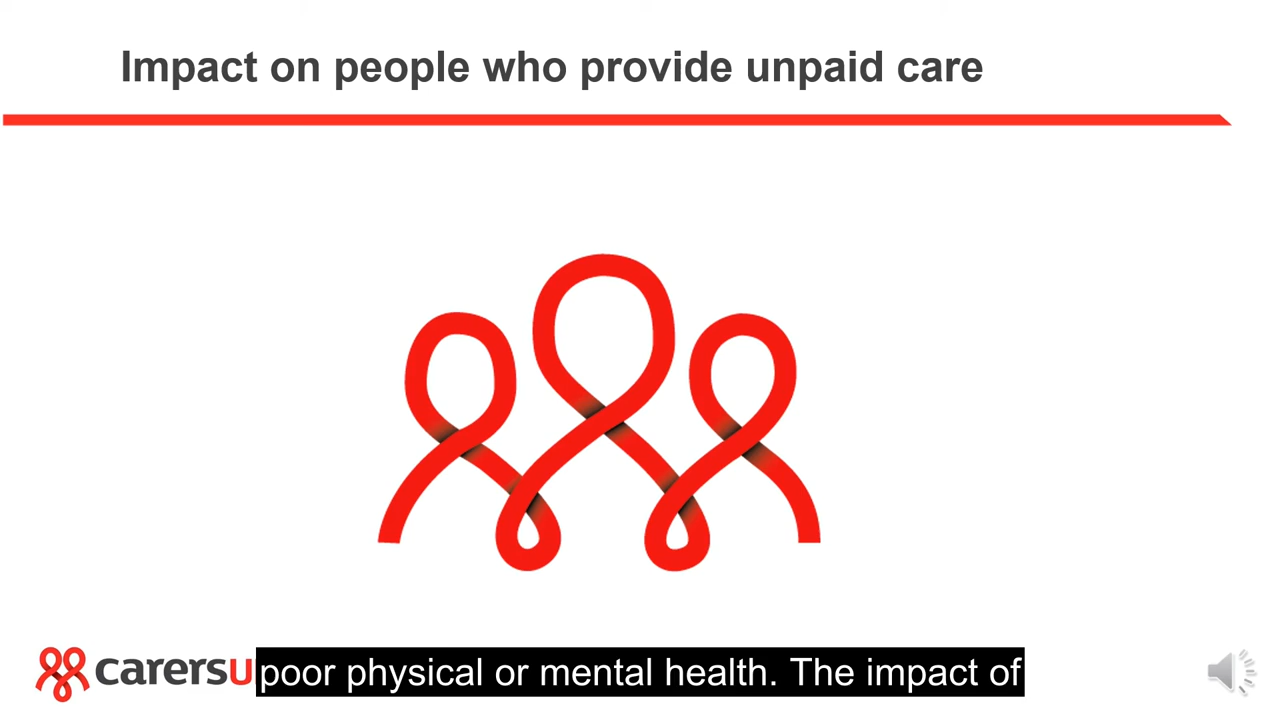 Impact on people who provide unpaid care
carersu
poor physical or mental health. The impact of